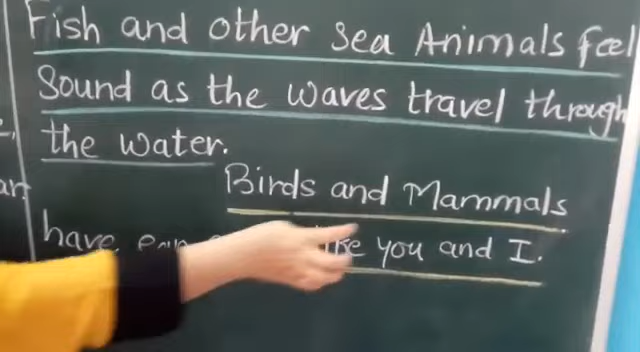 Fish and other Sea Animals feel
Sound as the waves travel through
the water.
Birds and Mammals
have you and I.